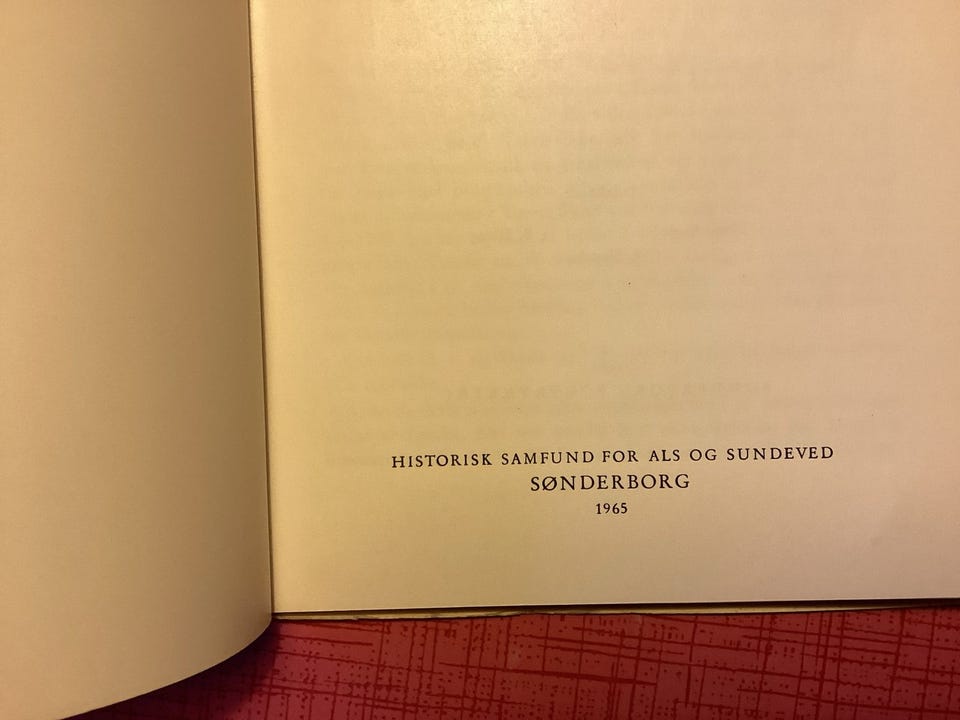 HISTORISK SAMFUND FOR ALS OG SUNDEVED
SØNDERBORG
1965